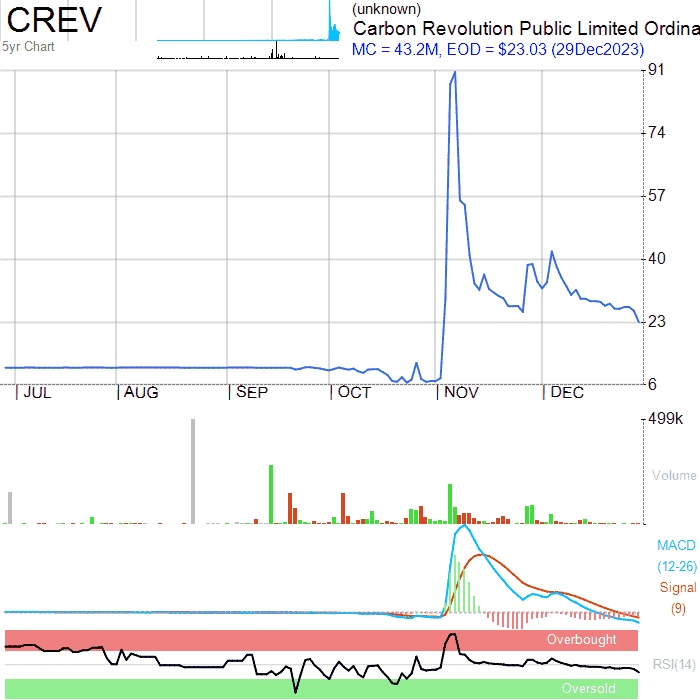 CREV
5yr Chart
(unknown)
Carbon Revolution Public Limited Ordina
MC = 43.2M, EOD = $23.03 (29Dec2023)
91
74
57
40
23
6
JUL AUG SEP OCT NOV DEC
499k
Volume
MACD
(12-26)
Signal
(9)
Overbought
RSI(14)
Oversold